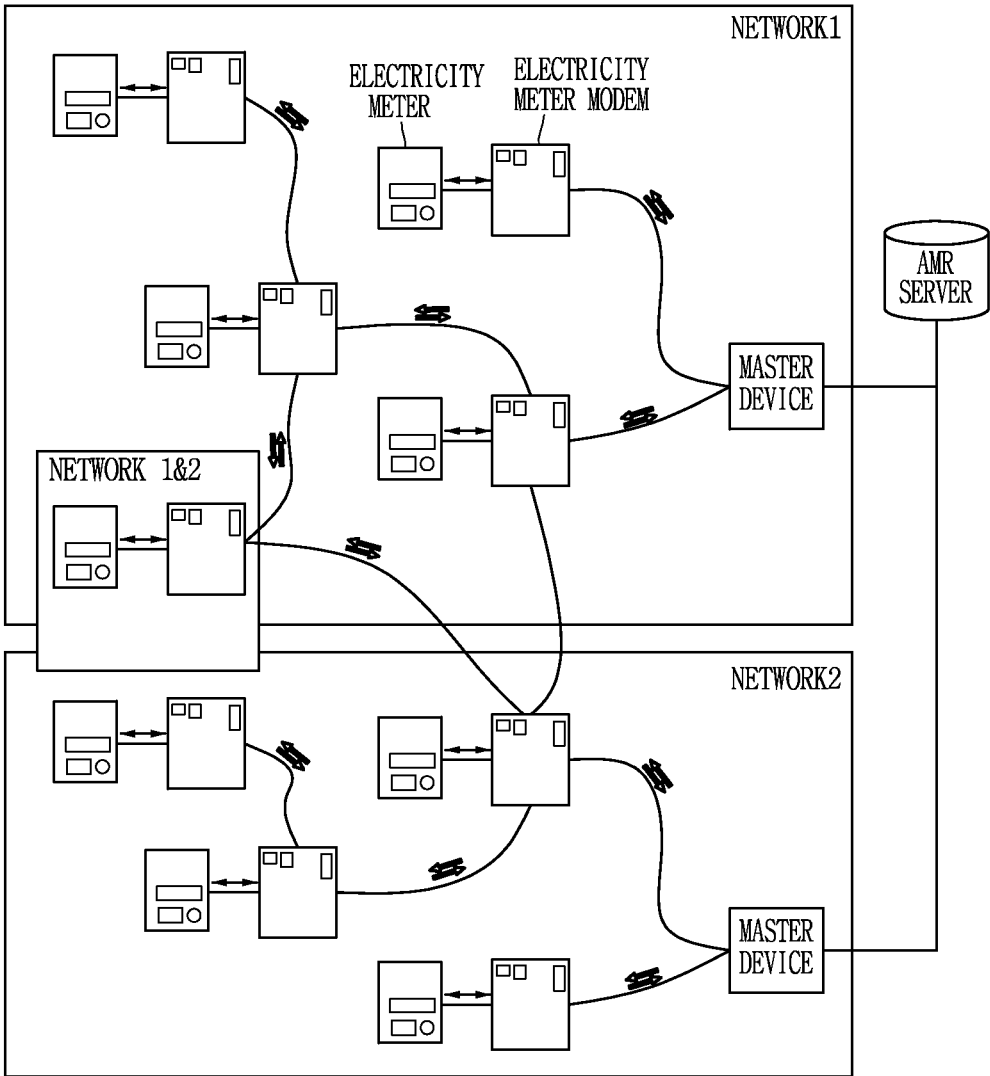 NETWORK1
ELECTRICITY
METER
ELECTRICITY
METER MODEM
AMR
SERVER
MASTER
DEVICE
NETWORK 1&2
NETWORK2
MASTER
DEVICE